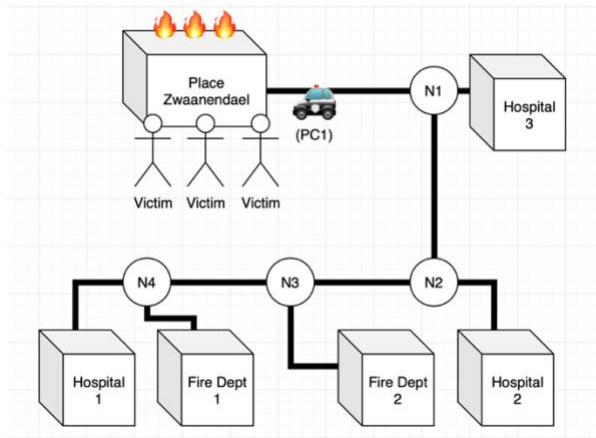 Place
Zwaanendael
(PC1)
N1
Hospital
3
Victim Victim Victim
N4
N3
N2
Hospital
1
Fire Dept
1
Fire Dept
2
Hospital
2